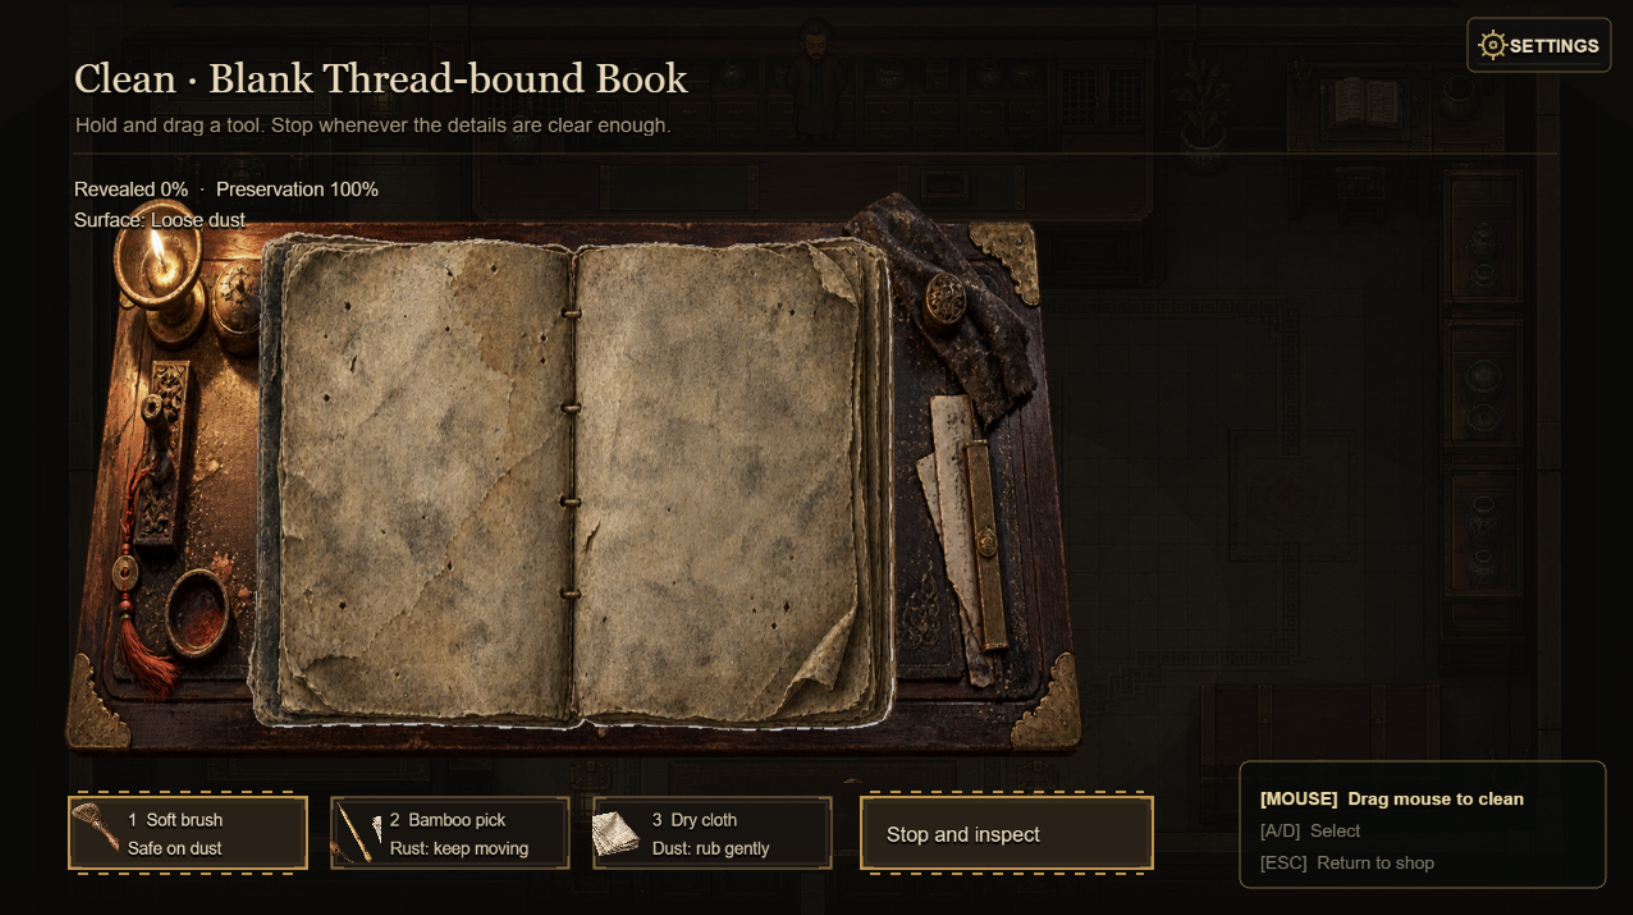 SETTINGS
Clean · Blank Thread-bound Book
Hold and drag a tool. Stop whenever the details are clear enough.
Revealed 0% · Preservation 100%
Surface: Loose dust
1 Soft brush
Safe on dust
2 Bamboo pick
Rust: keep moving
3 Dry cloth
Dust: rub gently
Stop and inspect
[MOUSE] Drag mouse to clean
[A/D] Select
[ESC] Return to shop